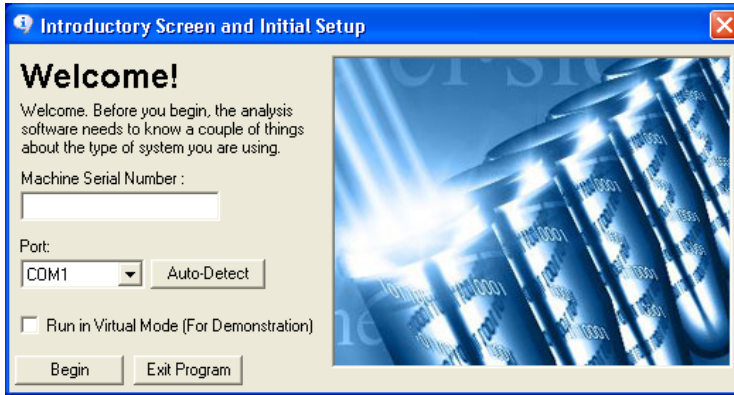 Introductory Screen and Initial Setup
Welcome!
Welcome. Before you begin, the analysis
software needs to know a couple of things
about the type of system you are using.
Machine Serial Number :
Port:
COM1
Auto-Detect
Run in Virtual Mode (For Demonstration)
Begin
Exit Program